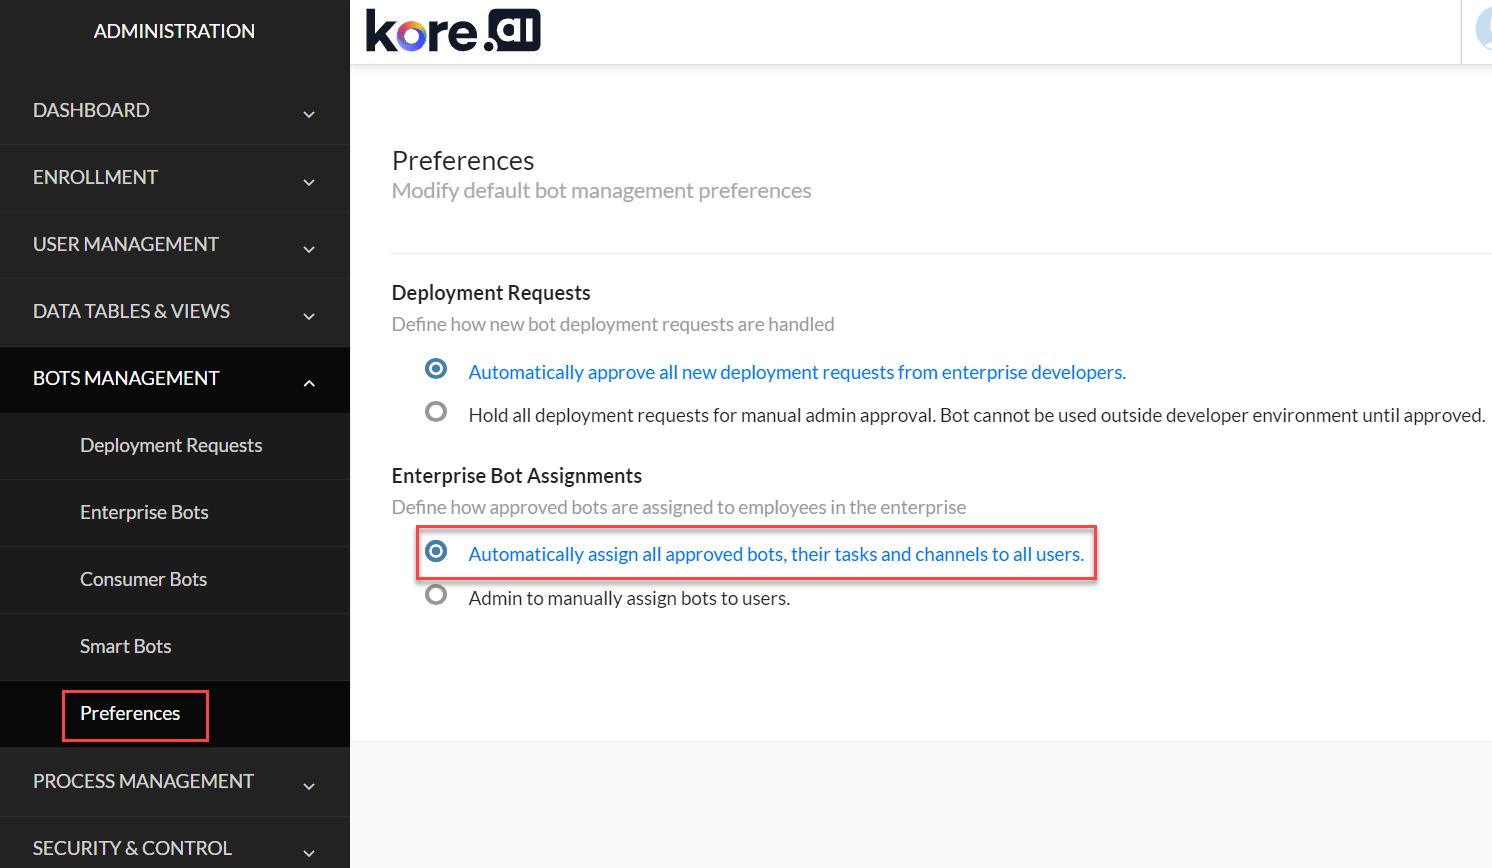 ADMINISTRATION
DASHBOARD
ENROLLMENT
USER MANAGEMENT
DATA TABLES & VIEWS
BOTS MANAGEMENT
Deployment Requests
Enterprise Bots
Consumer Bots
Smart Bots
Preferences
PROCESS MANAGEMENT
SECURITY & CONTROL
kore.ai
Preferences
Modify default bot management preferences
Deployment Requests
Define how new bot deployment requests are handled
Automatically approve all new deployment requests from enterprise developers.
Hold all deployment requests for manual admin approval. Bot cannot be used outside developer environment until approved.
Enterprise Bot Assignments
Define how approved bots are assigned to employees in the enterprise
Automatically assign all approved bots, their tasks and channels to all users.
Admin to manually assign bots to users.